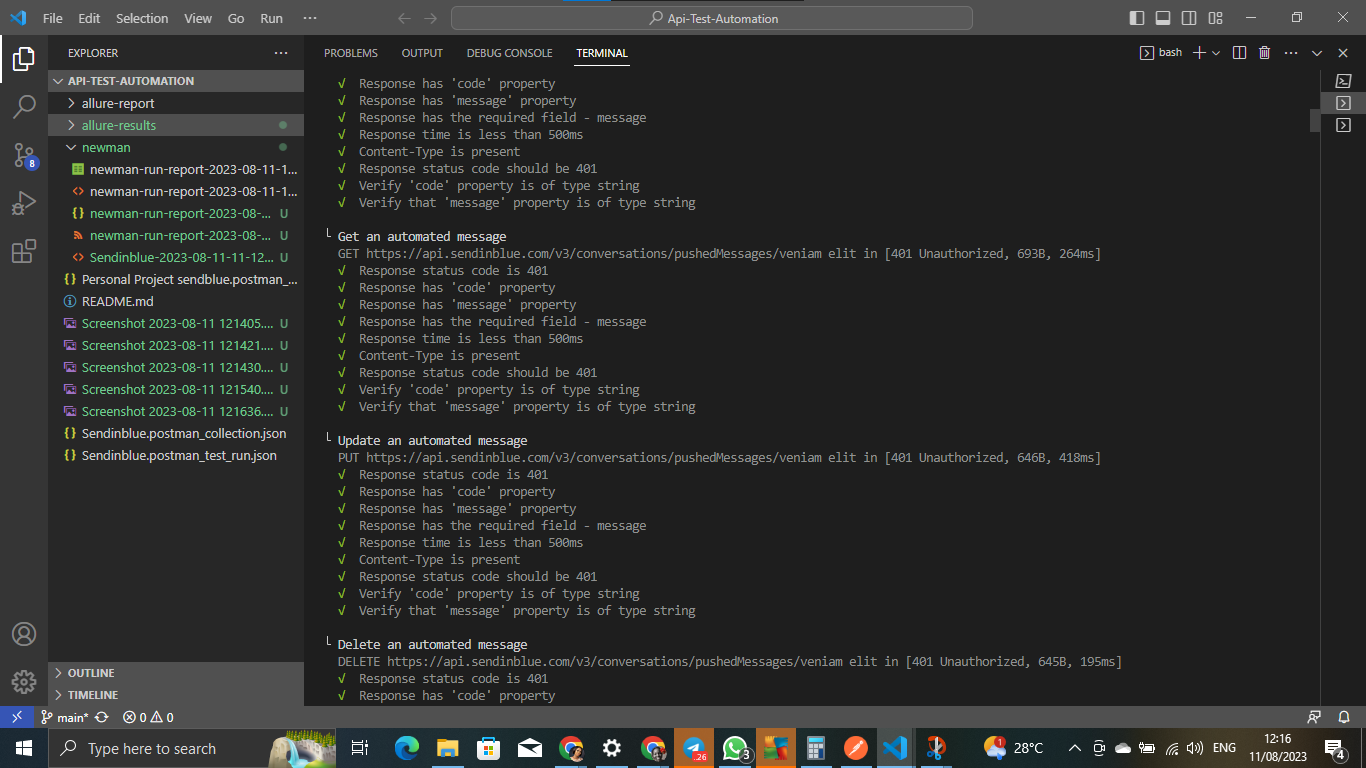 File Edit Selection View Go Run ···
Api-Test-Automation
EXPLORER
PROBLEMS OUTPUT DEBUG CONSOLE TERMINAL
bash
API-TEST-AUTOMATION
allure-report
allure-results
newman
newman-run-report-2023-08-11-1...
newman-run-report-2023-08-11-1...
newman-run-report-2023-08-... U
newman-run-report-2023-08-... U
Sendinblue-2023-08-11-11-12... U
Personal Project sendblue.postman_...
README.md
Screenshot 2023-08-11 121405.... U
Screenshot 2023-08-11 121421.... U
Screenshot 2023-08-11 121430.... U
Screenshot 2023-08-11 121540.... U
Screenshot 2023-08-11 121636.... U
Sendinblue.postman_collection.json
Sendinblue.postman_test_run.json
8
OUTLINE
TIMELINE
√ Response has 'code' property
√ Response has 'message' property
√ Response has the required field - message
√ Response time is less than 500ms
√ Content-Type is present
√ Response status code should be 401
√ Verify 'code' property is of type string
√ Verify that 'message' property is of type string
└ Get an automated message
GET https://api.sendinblue.com/v3/conversations/pushedMessages/veniam elit in [401 Unauthorized, 693B, 264ms]
√ Response status code is 401
√ Response has 'code' property
√ Response has 'message' property
√ Response has the required field - message
√ Response time is less than 500ms
√ Content-Type is present
√ Response status code should be 401
√ Verify 'code' property is of type string
√ Verify that 'message' property is of type string
└ Update an automated message
PUT https://api.sendinblue.com/v3/conversations/pushedMessages/veniam elit in [401 Unauthorized, 646B, 418ms]
√ Response status code is 401
√ Response has 'code' property
√ Response has 'message' property
√ Response has the required field - message
√ Response time is less than 500ms
√ Content-Type is present
√ Response status code should be 401
√ Verify 'code' property is of type string
√ Verify that 'message' property is of type string
└ Delete an automated message
DELETE https://api.sendinblue.com/v3/conversations/pushedMessages/veniam elit in [401 Unauthorized, 645B, 195ms]
√ Response status code is 401
√ Response has 'code' property
main* 0 0
Type here to search
26
3
1
28°C
ENG
12:16
11/08/2023
4